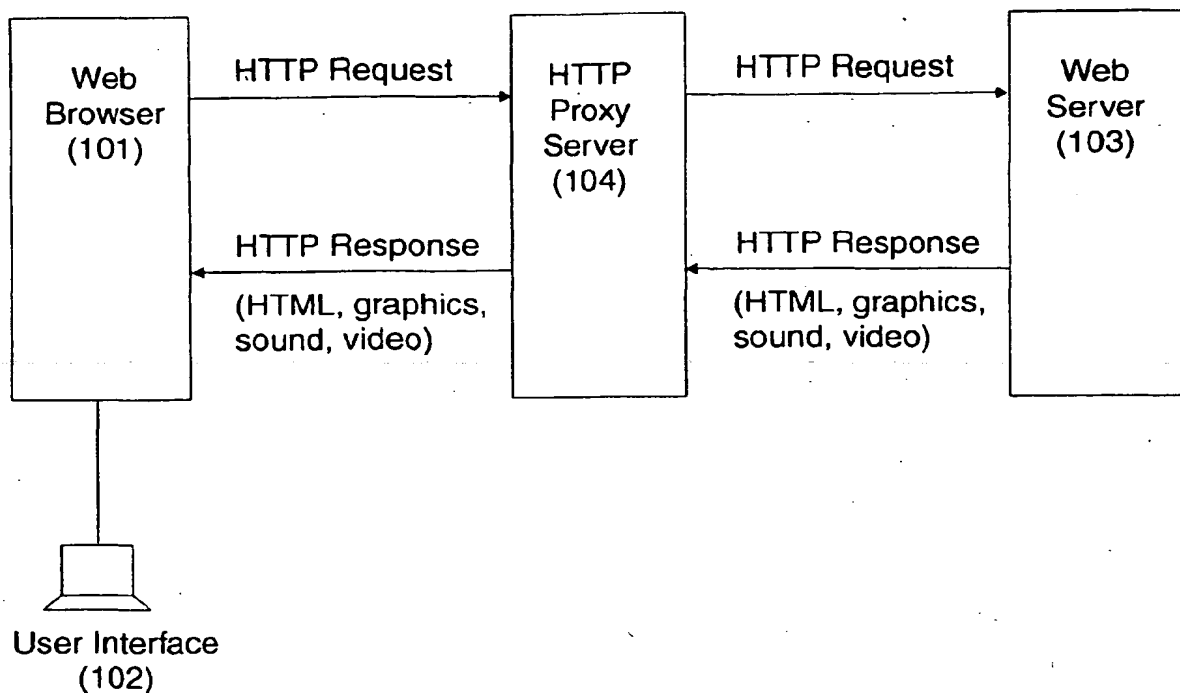 Web
Browser
(101)
HTTP Request
HTTP
Proxy
Server
(104)
HTTP Request
Web
Server
(103)
HTTP Response
(HTML, graphics,
sound, video)
HTTP Response
(HTML, graphics,
sound, video)
User Interface
(102)